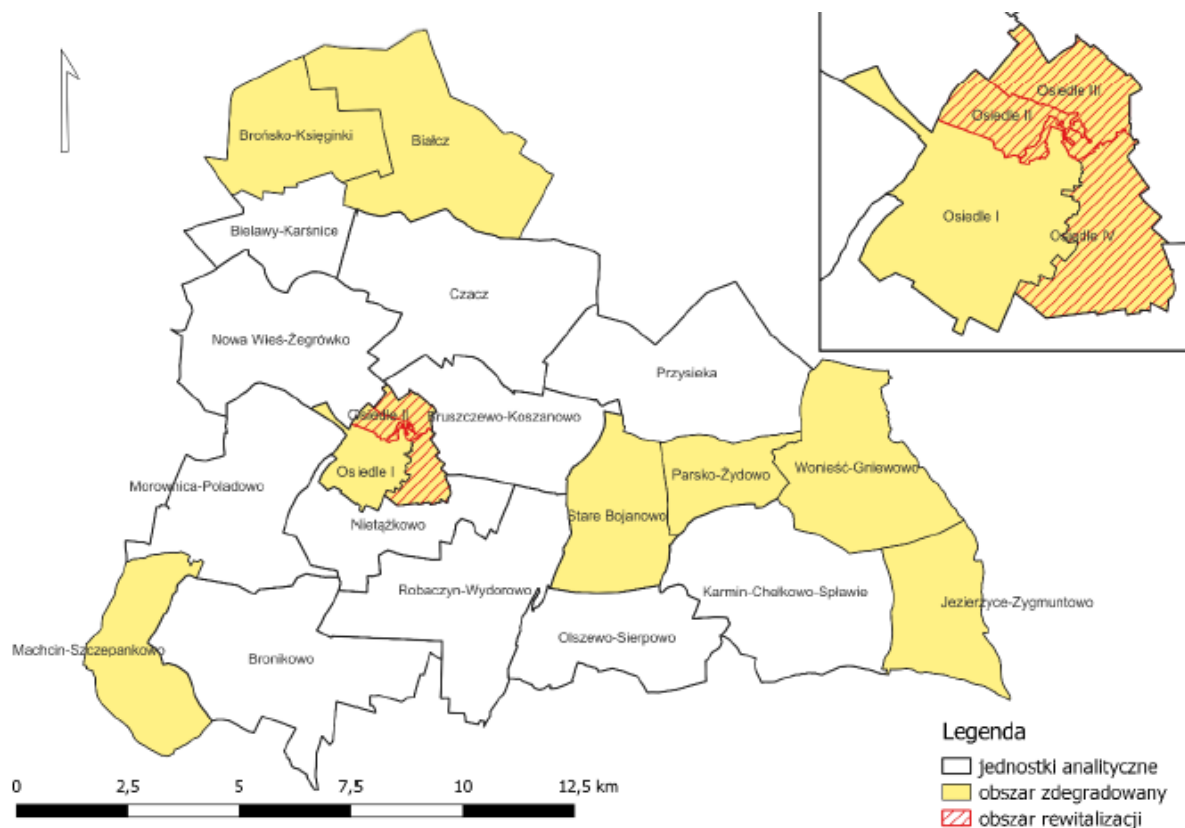 Osiedle III
Osiedle II
Osiedle I
Osiedle IV
Brońsko-Księginki
Białcz
Bielawy-Karśnice
Czacz
Nowa Wieś-Żegrówko
Przysieka
Osiedle II
Bruszczewo-Koszanowo
Osiedle I
Morownica-Poladowo
Nietążkowo
Stare Bojanowo
Parsko-Żydowo
Wonieść-Gniewowo
Robaczyn-Wydorowo
Karmin-Chełkowo-Spławie
Jezierzyce-Zygmuntowo
Olszewo-Sierpowo
Machcin-Szczepankowo
Bronikowo
Legenda
jednostki analityczne
obszar zdegradowany
obszar rewitalizacji
0 2,5 5 7,5 10 12,5 km